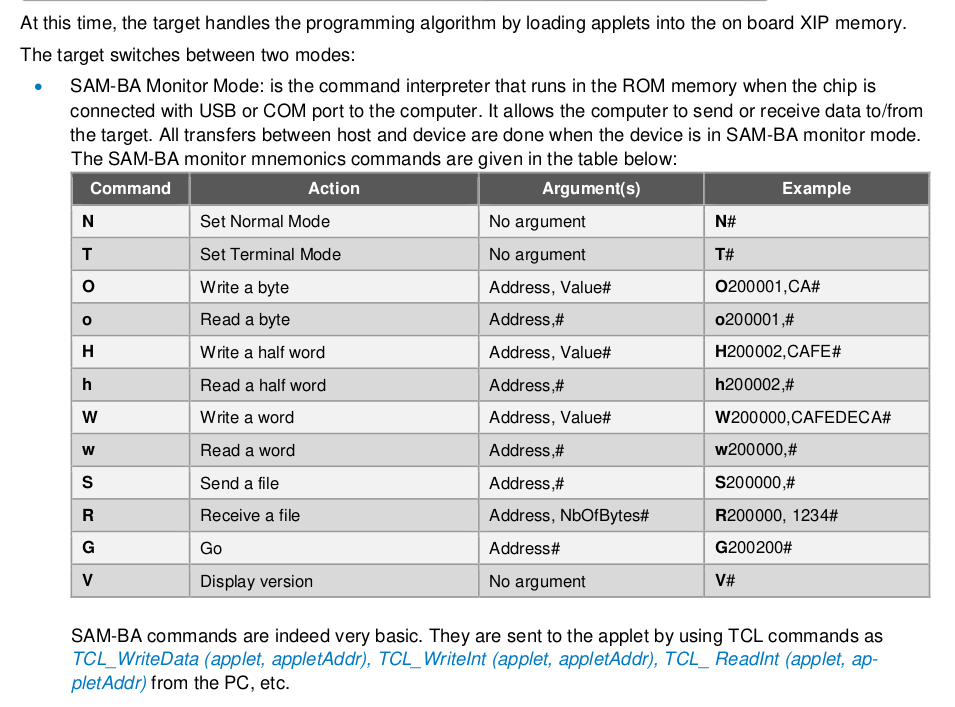 At this time, the target handles the programming algorithm by loading applets into the on board XIP memory.
The target switches between two modes:
• SAM-BA Monitor Mode: is the command interpreter that runs in the ROM memory when the chip is
connected with USB or COM port to the computer. It allows the computer to send or receive data to/from
the target. All transfers between host and device are done when the device is in SAM-BA monitor mode.
The SAM-BA monitor mnemonics commands are given in the table below:
Command Action Argument(s) Example
N Set Normal Mode No argument N#
T Set Terminal Mode No argument T#
O Write a byte Address, Value# O200001,CA#
o Read a byte Address,# o200001,#
H Write a half word Address, Value# H200002,CAFE#
h Read a half word Address,# h200002,#
W Write a word Address, Value# W200000,CAFEDECA#
w Read a word Address,# w200000,#
S Send a file Address,# S200000,#
R Receive a file Address, NbOfBytes# R200000, 1234#
G Go Address# G200200#
V Display version No argument V#
SAM-BA commands are indeed very basic. They are sent to the applet by using TCL commands as
TCL_WriteData (applet, appletAddr), TCL_WriteInt (applet, appletAddr), TCL_ ReadInt (applet, ap-
pletAddr) from the PC, etc.